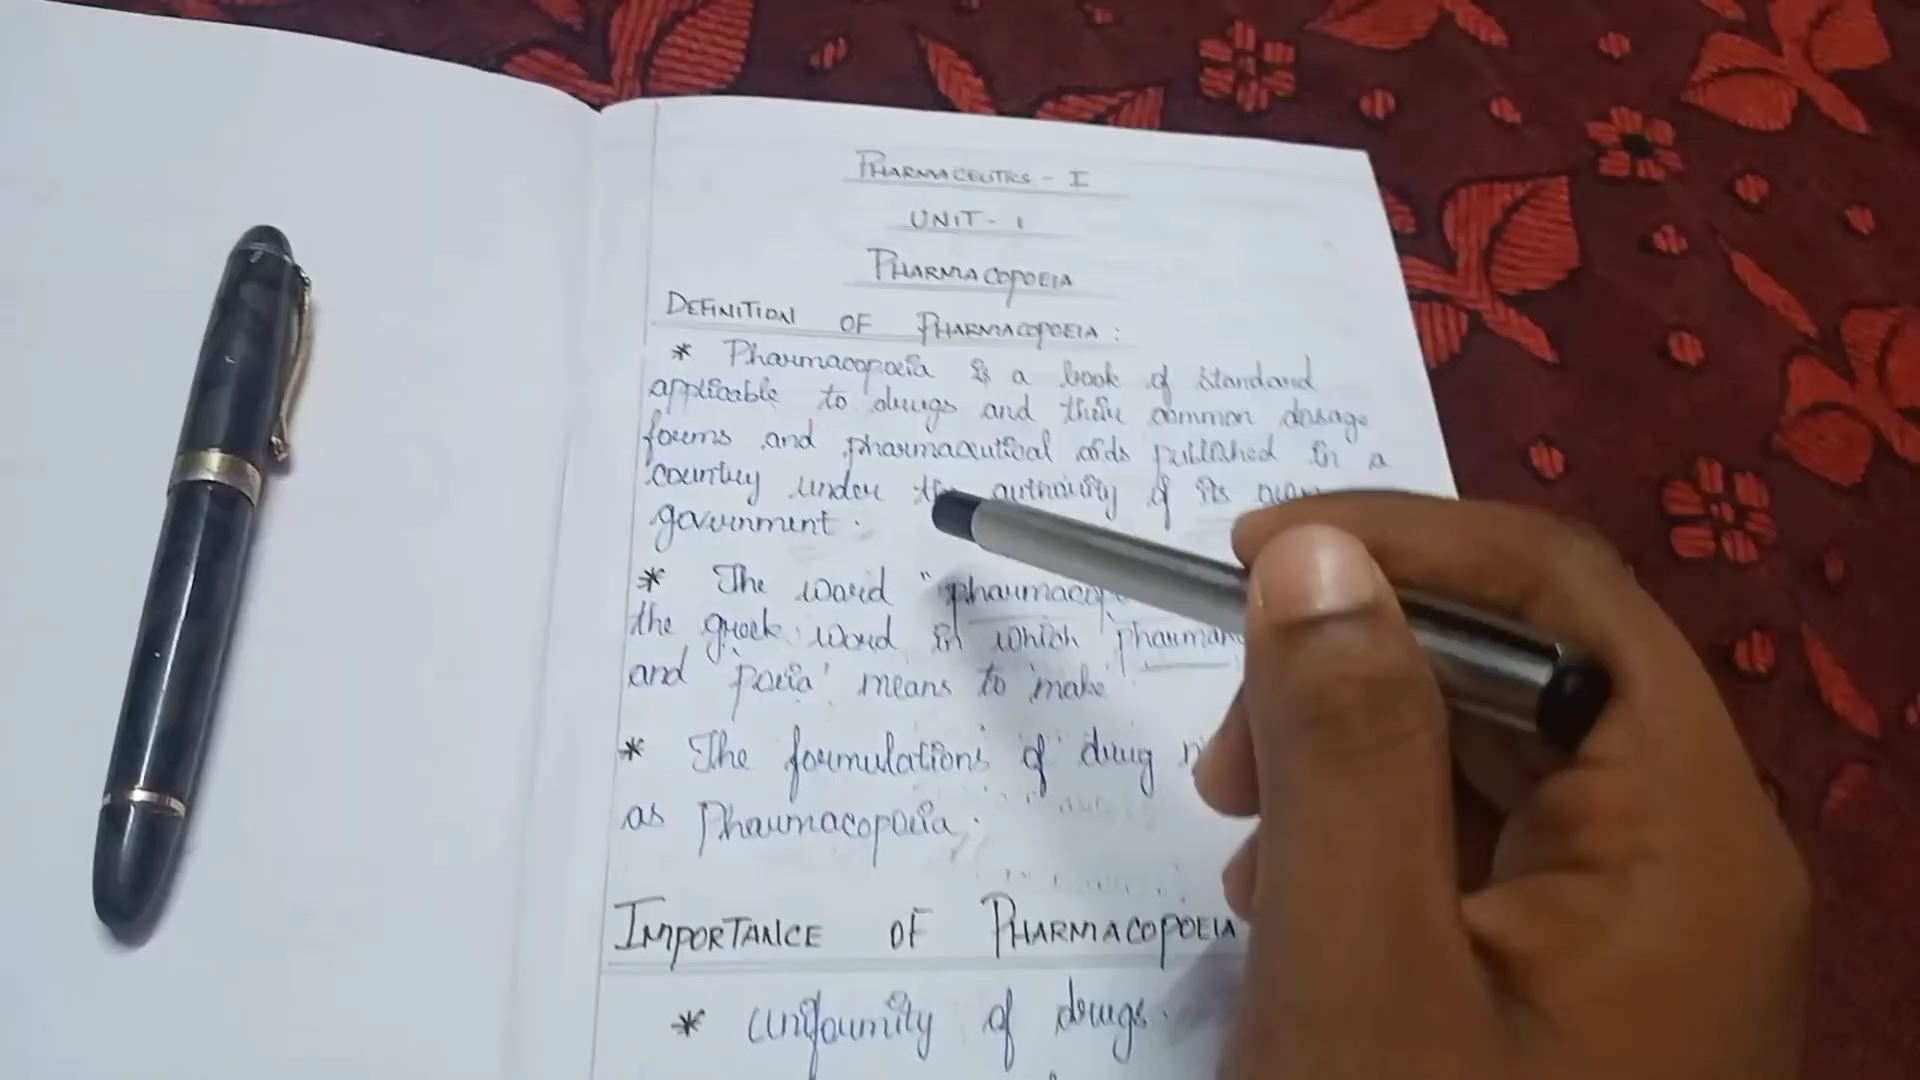 PHARMACEUTICS - I
UNIT - 1
PHARMACOPOEIA
DEFINITION OF PHARMACOPOEIA :
* Pharmacopoeia is a book of standard
applicable to drugs and their common dosage
forms and pharmaceutical aids published in a
country under the authority of its
government.
* The word "pharmacop
the greek word in which 'pharma
and 'poeia' means to 'make'
* The formulations of drug
as Pharmacopoeia.
IMPORTANCE OF PHARMACOPOEIA
* Uniformity of drugs.